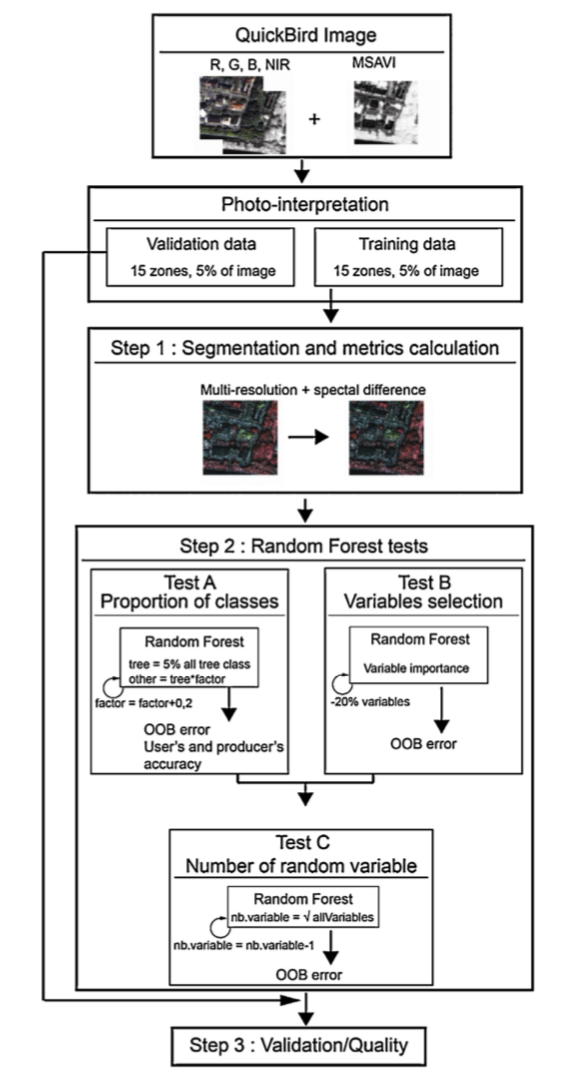 QuickBird Image
R, G, B, NIR
MSAVI
+
Photo-interpretation
Validation data
15 zones, 5% of image
Training data
15 zones, 5% of image
Step 1 : Segmentation and metrics calculation
Multi-resolution + spectal difference
Step 2 : Random Forest tests
Test A
Proportion of classes
Random Forest
tree = 5% all tree class
other = tree*factor
factor = factor+0,2
OOB error
User's and producer's
accuracy
Test B
Variables selection
Random Forest
Variable importance
-20% variables
OOB error
Test C
Number of random variable
Random Forest
nb.variable = √ allVariables
nb.variable = nb.variable-1
OOB error
Step 3 : Validation/Quality